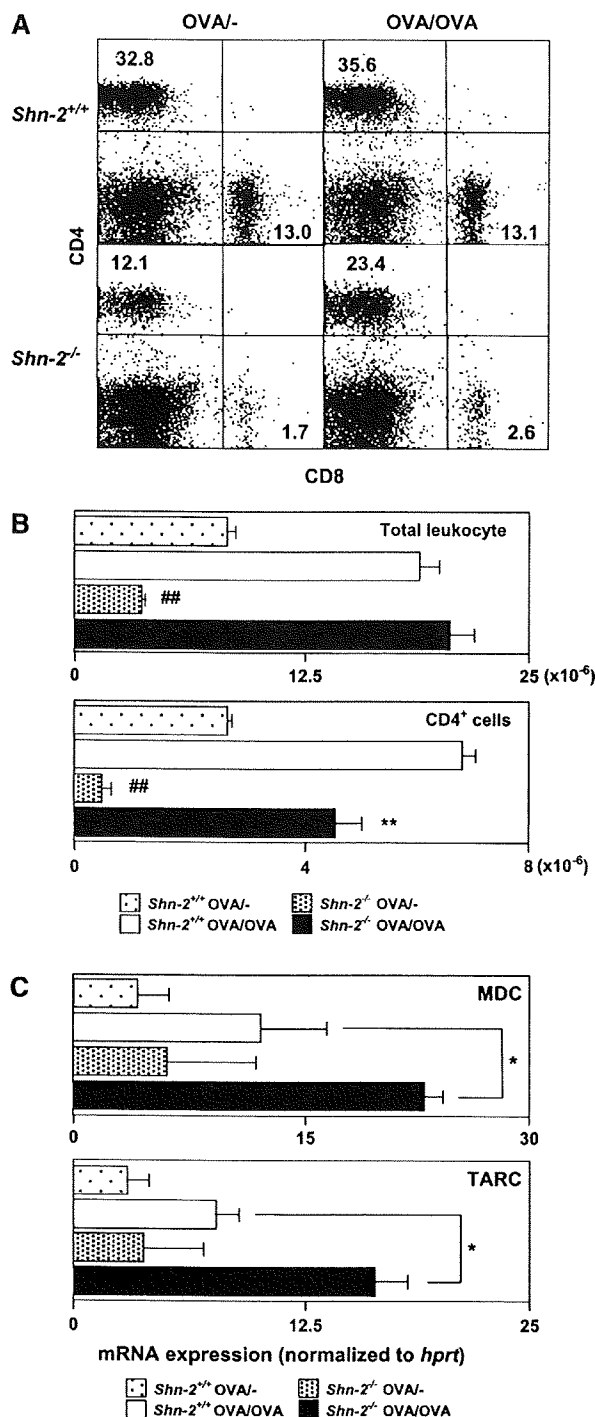 A
OVA/- OVA/OVA
Shn-2+/+
32.8 35.6
13.0 13.1
CD4
Shn-2-/-
12.1 23.4
1.7 2.6
CD8
B
Total leukocyte
##
0 12.5 25 (x10-6)
CD4+ cells
##
**
0 4 8 (x10-6)
Shn-2+/+ OVA/- Shn-2-/- OVA/-
Shn-2+/+ OVA/OVA Shn-2-/- OVA/OVA
C
MDC
*
0 15 30
TARC
*
0 12.5 25
mRNA expression (normalized to hprt)
Shn-2+/+ OVA/- Shn-2-/- OVA/-
Shn-2+/+ OVA/OVA Shn-2-/- OVA/OVA